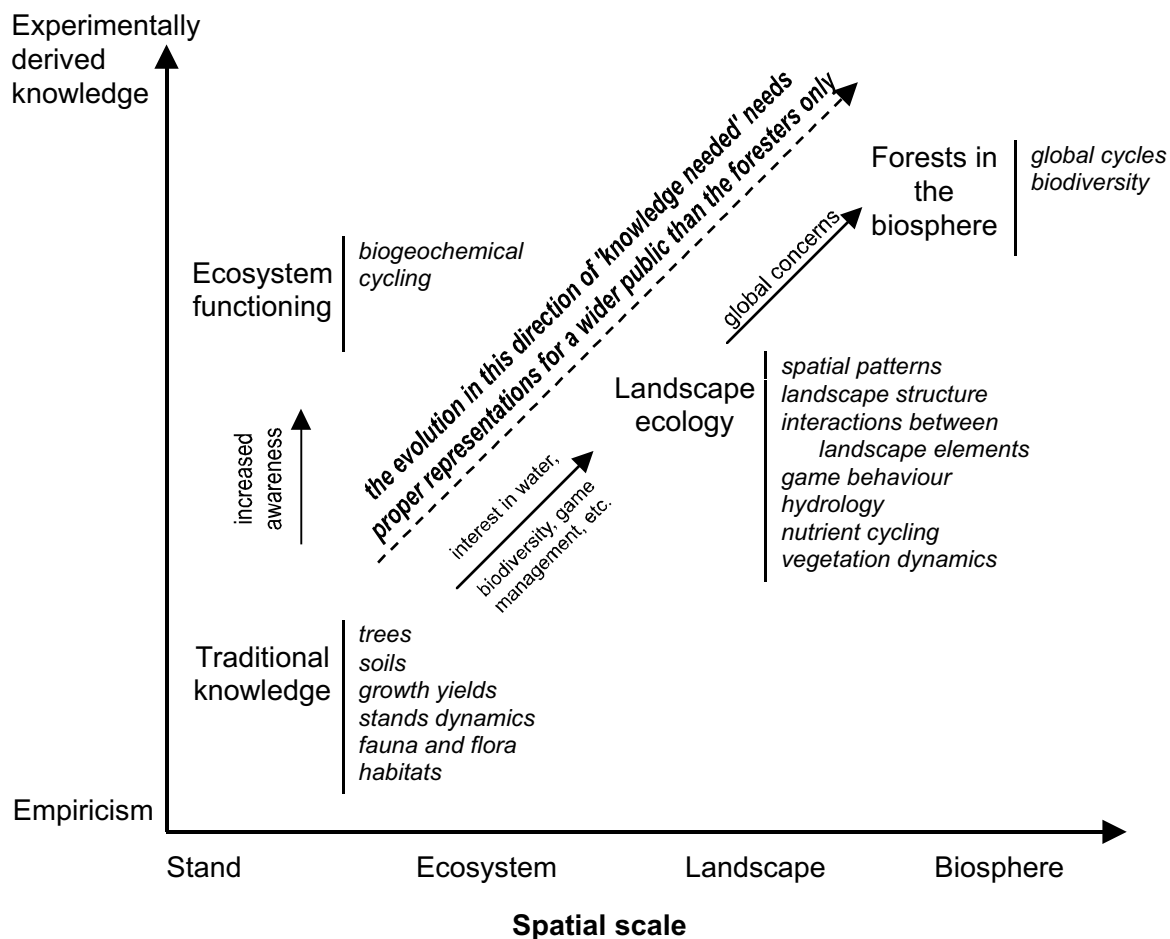 Experimentally
derived
knowledge
the evolution in this direction of 'knowledge needed' needs
proper representations for a wider public than the foresters only
Forests in
the
biosphere
global cycles
biodiversity
global concerns
Ecosystem
functioning
biogeochemical
cycling
Landscape
ecology
spatial patterns
landscape structure
interactions between
landscape elements
game behaviour
hydrology
nutrient cycling
vegetation dynamics
increased
awareness
interest in water,
biodiversity, game
management, etc.
Traditional
knowledge
trees
soils
growth yields
stands dynamics
fauna and flora
habitats
Empiricism
Stand
Ecosystem
Landscape
Biosphere
Spatial scale